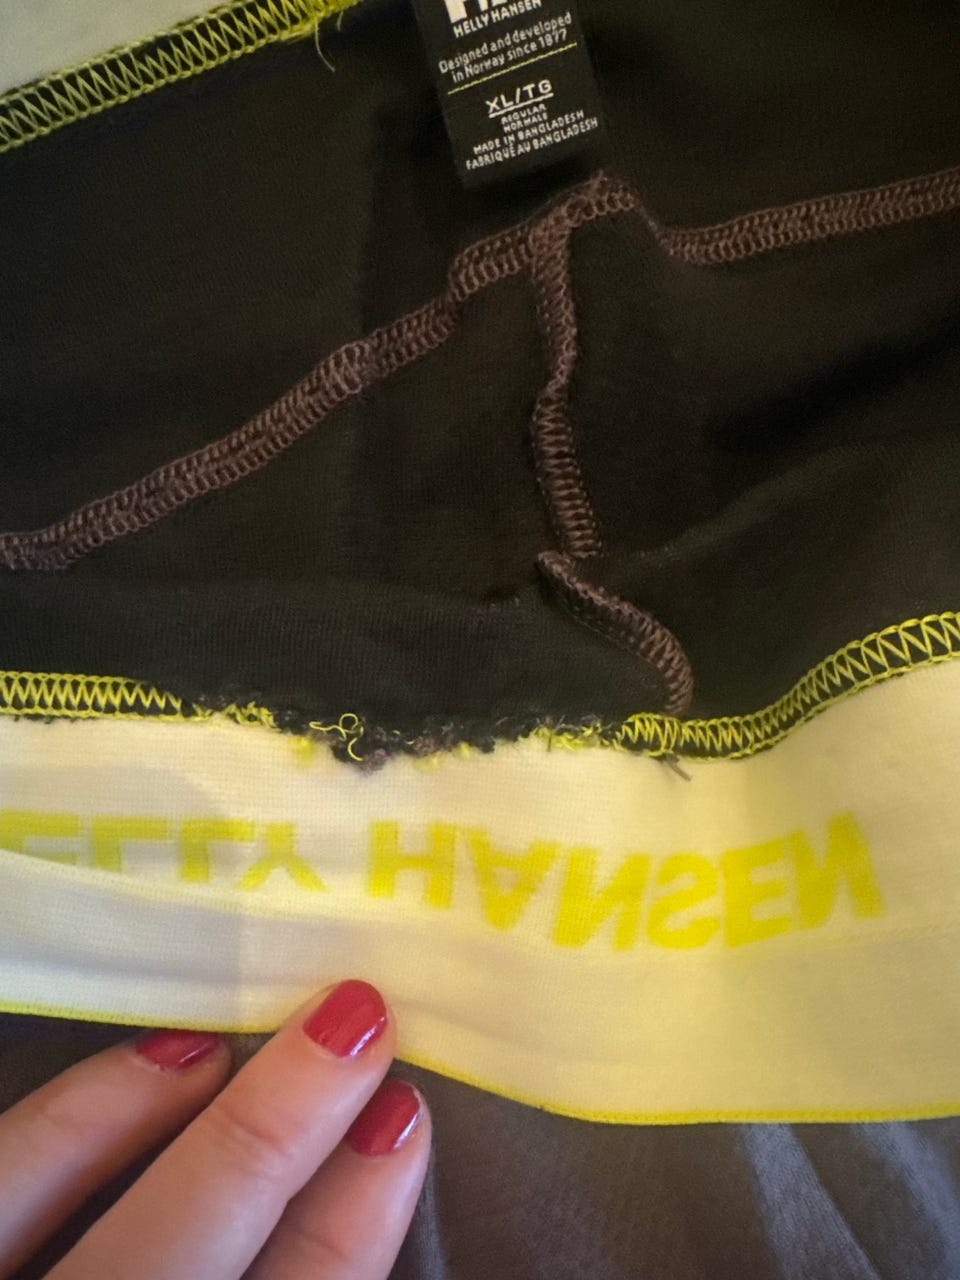 HELLY HANSEN
Designed and developed
in Norway since 1877
XL/TG
REGULAR
NORMALE
MADE IN BANGLADESH
FABRIQUÉ AU BANGLADESH
ELLY HANSEN